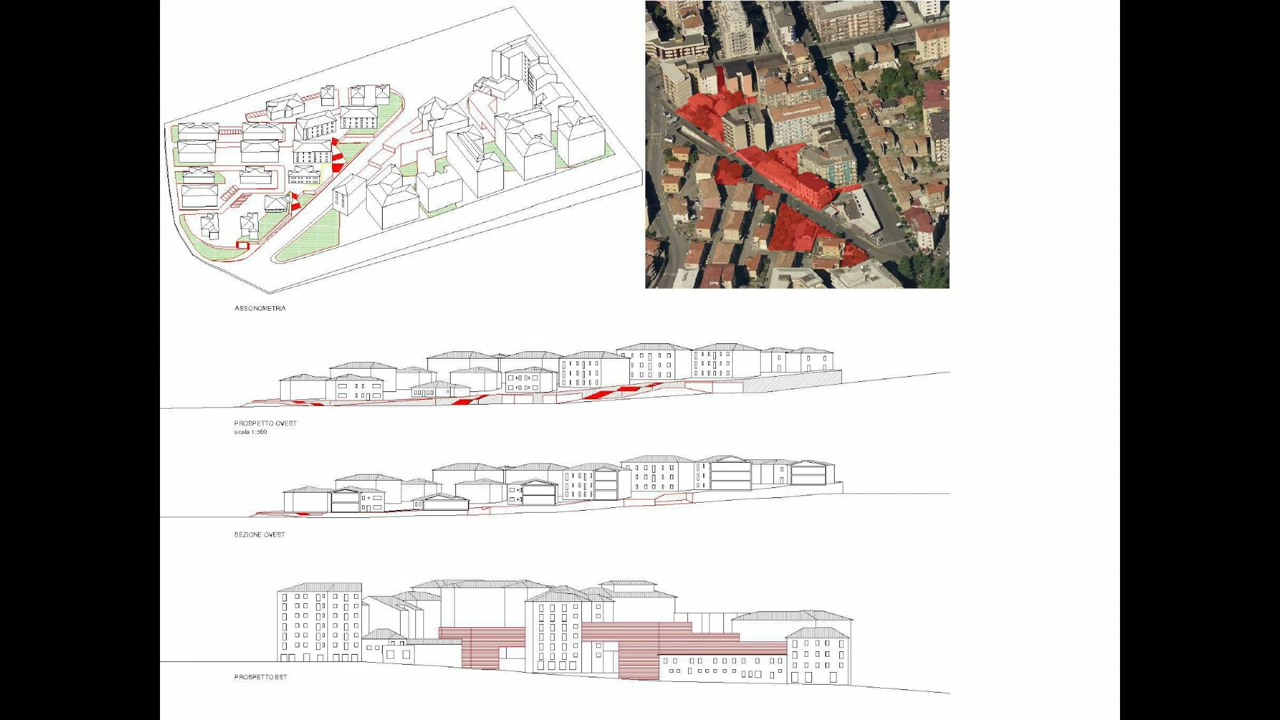 ASSONOMETRIA
PROSPETTO OVEST
scala 1:500
SEZIONE OVEST
PROSPETTO EST